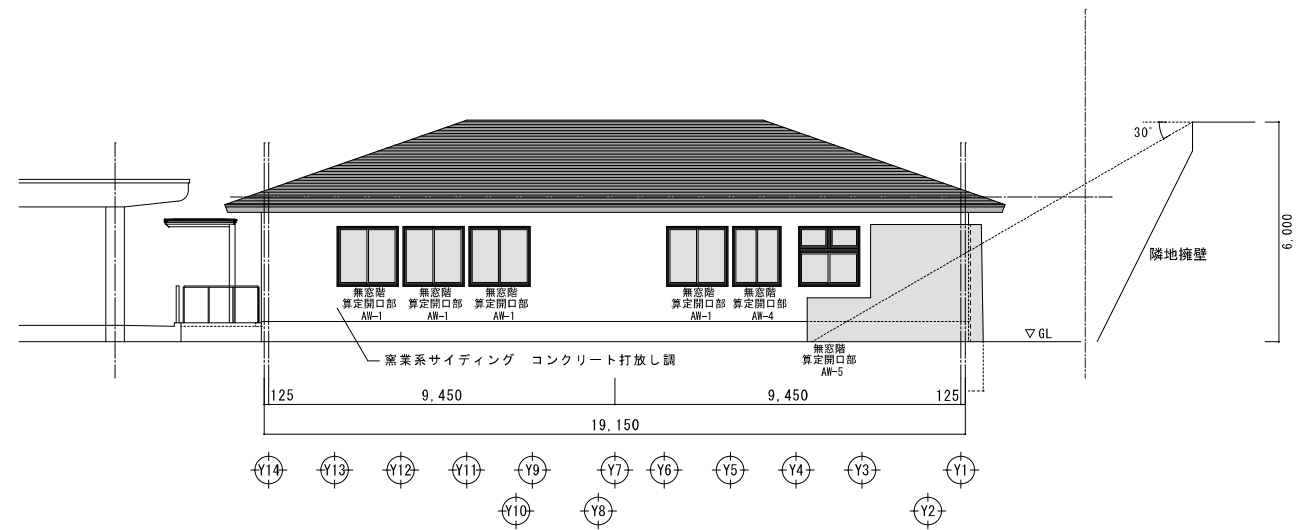 30°
6,000
隣地擁壁
無窓階
算定開口部
AW-1
無窓階
算定開口部
AW-1
無窓階
算定開口部
AW-1
無窓階
算定開口部
AW-1
無窓階
算定開口部
AW-4
▽GL
無窓階
算定開口部
AW-5
窯業系サイディング　コンクリート打放し調
125
9,450
9,450
125
19,150
Y14
Y13
Y12
Y11
Y9
Y7
Y6
Y5
Y4
Y3
Y1
Y10
Y8
Y2